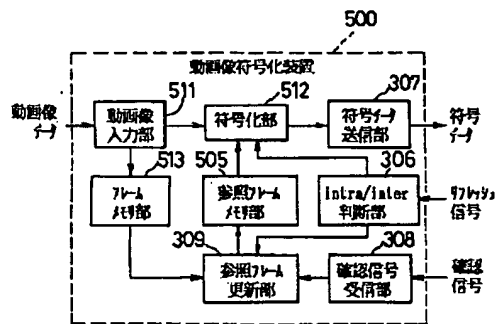 500
動画像符号化装置
511
512
307
動画像
データ
動画像
入力部
符号化部
符号データ
送信部
符号
データ
513
505
306
フレーム
メモリ部
参照フレーム
メモリ部
intra/inter
判断部
リフレッシュ
信号
309
308
参照フレーム
更新部
確認信号
受信部
確認
信号